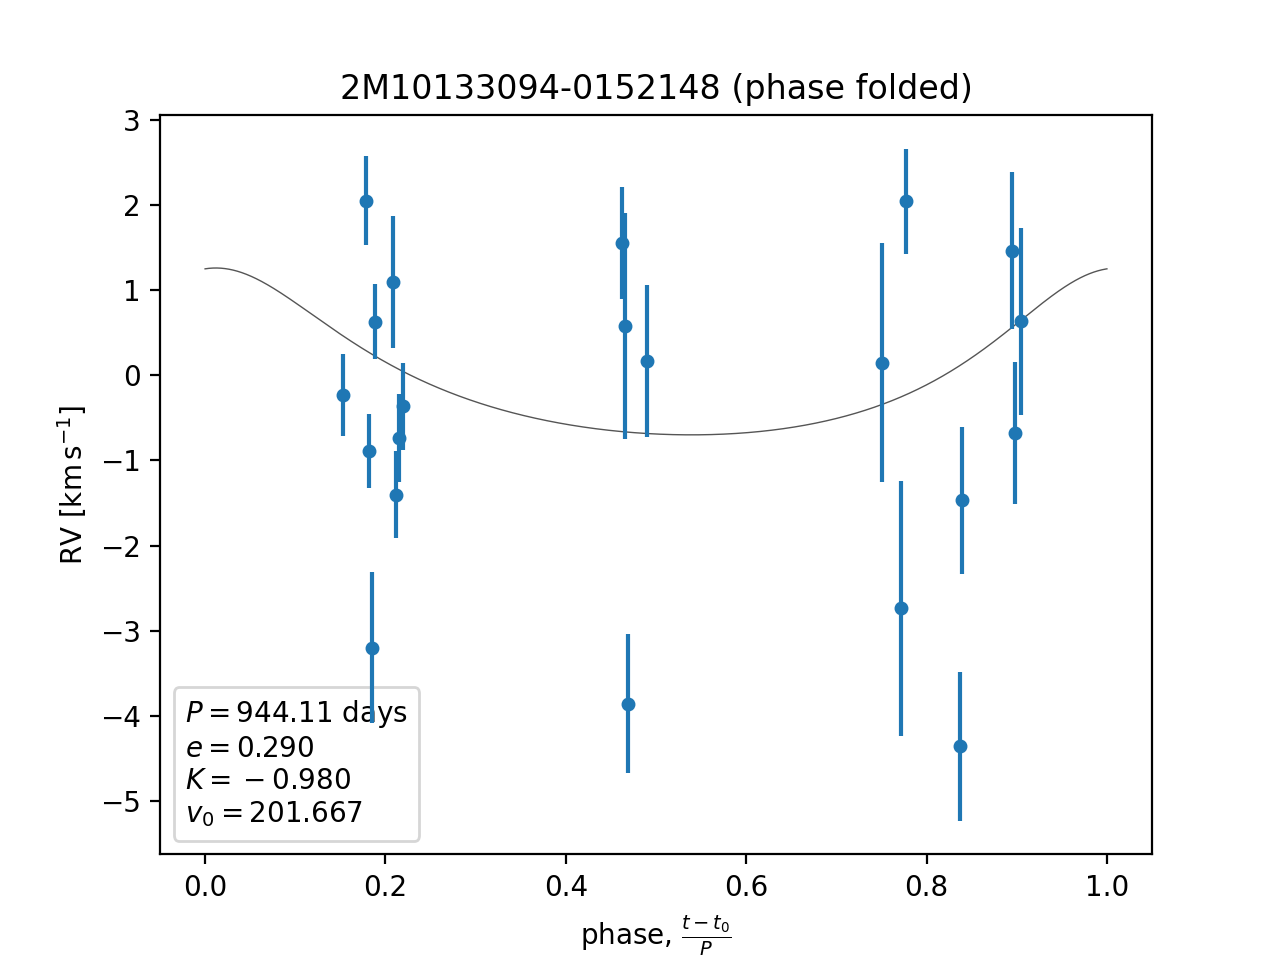 2M10133094-0152148 (phase folded)
3
2
1
0
−1
−2
−3
−4
−5
RV [km s⁻¹]
P = 944.11 days
e = 0.290
K = −0.980
v₀ = 201.667
0.0 0.2 0.4 0.6 0.8 1.0
phase, (t − t₀)/P